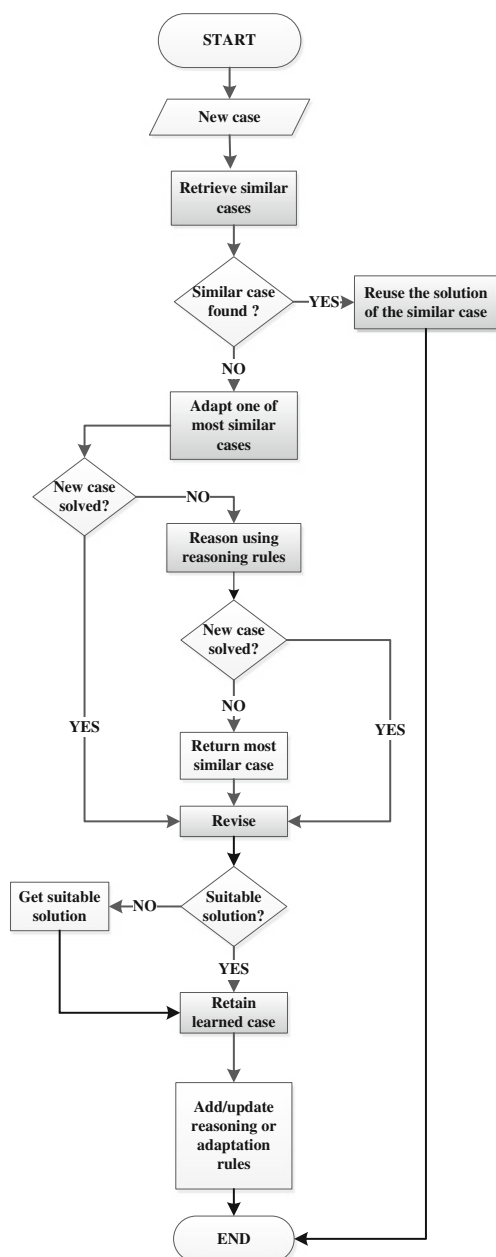 START
New case
Retrieve similar
cases
Similar case
found ?
YES
Reuse the solution
of the similar case
NO
Adapt one of
most similar
cases
New case
solved?
NO
Reason using
reasoning rules
New case
solved?
YES
NO
YES
Return most
similar case
Revise
Suitable
solution?
NO
Get suitable
solution
YES
Retain
learned case
Add/update
reasoning or
adaptation
rules
END